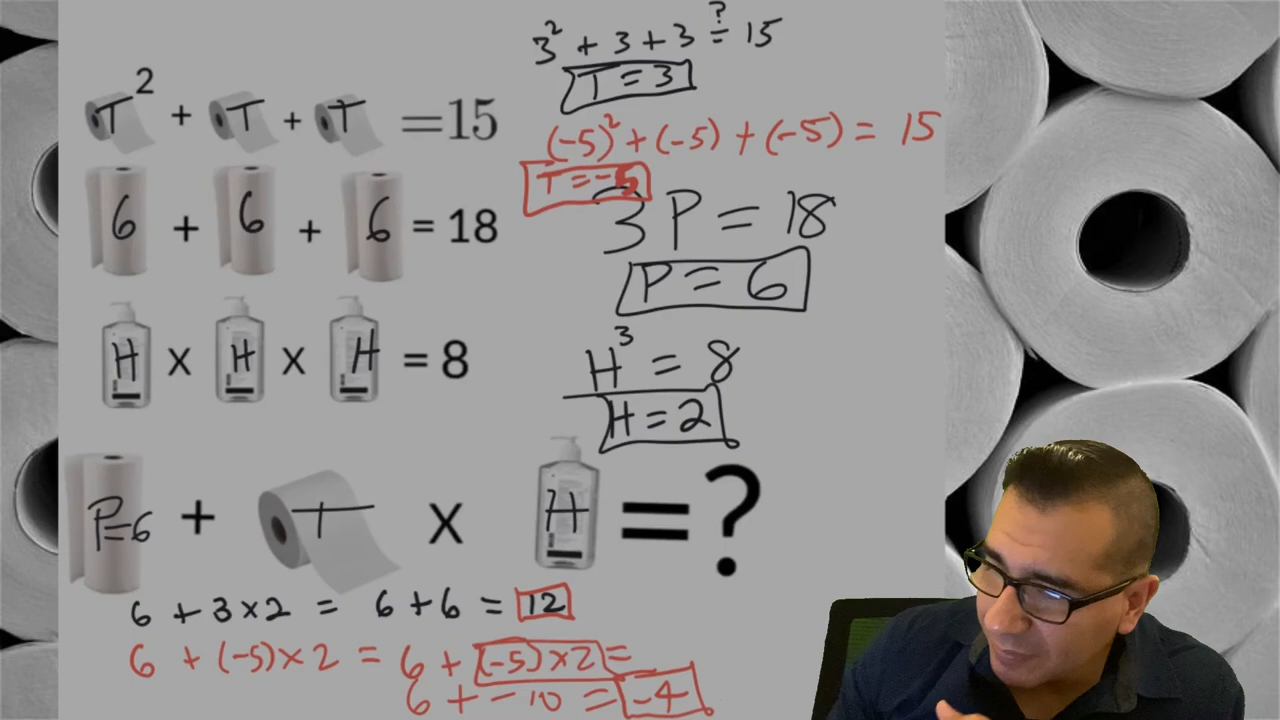 T² + T + T = 15
3² + 3 + 3 ≟ 15
T = 3
(-5)² + (-5) + (-5) = 15
T = -5
6 + 6 + 6 = 18
3P = 18
P = 6
H x H x H = 8
H³ = 8
H = 2
P=6 + T x H = ?
6 + 3 × 2 = 6 + 6 = 12
6 + (-5) × 2 = 6 + (-5) × 2 =
6 + -10 = -4